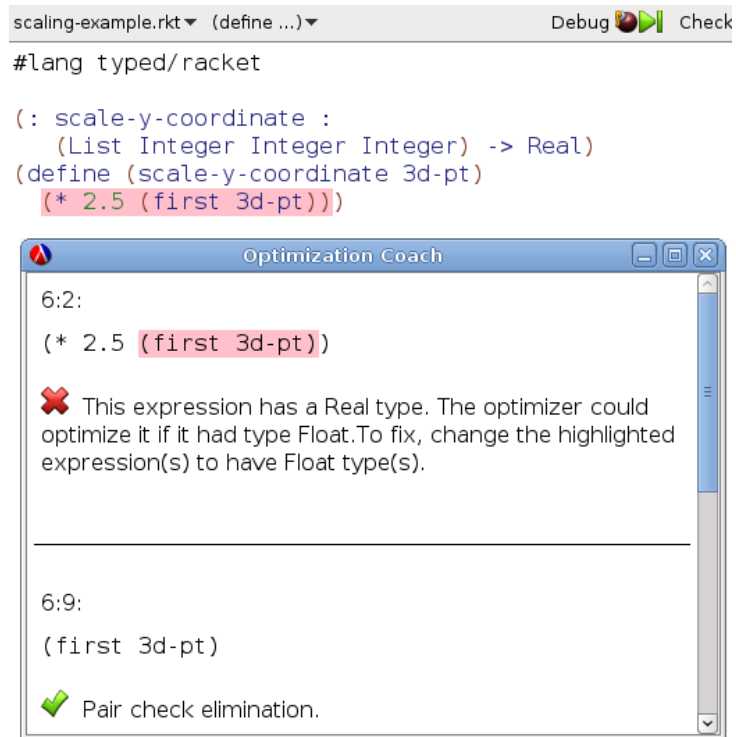 scaling-example.rkt▼ (define ...)▼ Debug Check
#lang typed/racket
(: scale-y-coordinate :
(List Integer Integer Integer) -> Real)
(define (scale-y-coordinate 3d-pt)
(* 2.5 (first 3d-pt)))
Optimization Coach
6:2:
(* 2.5 (first 3d-pt))
This expression has a Real type. The optimizer could
optimize it if it had type Float.To fix, change the highlighted
expression(s) to have Float type(s).
6:9:
(first 3d-pt)
Pair check elimination.